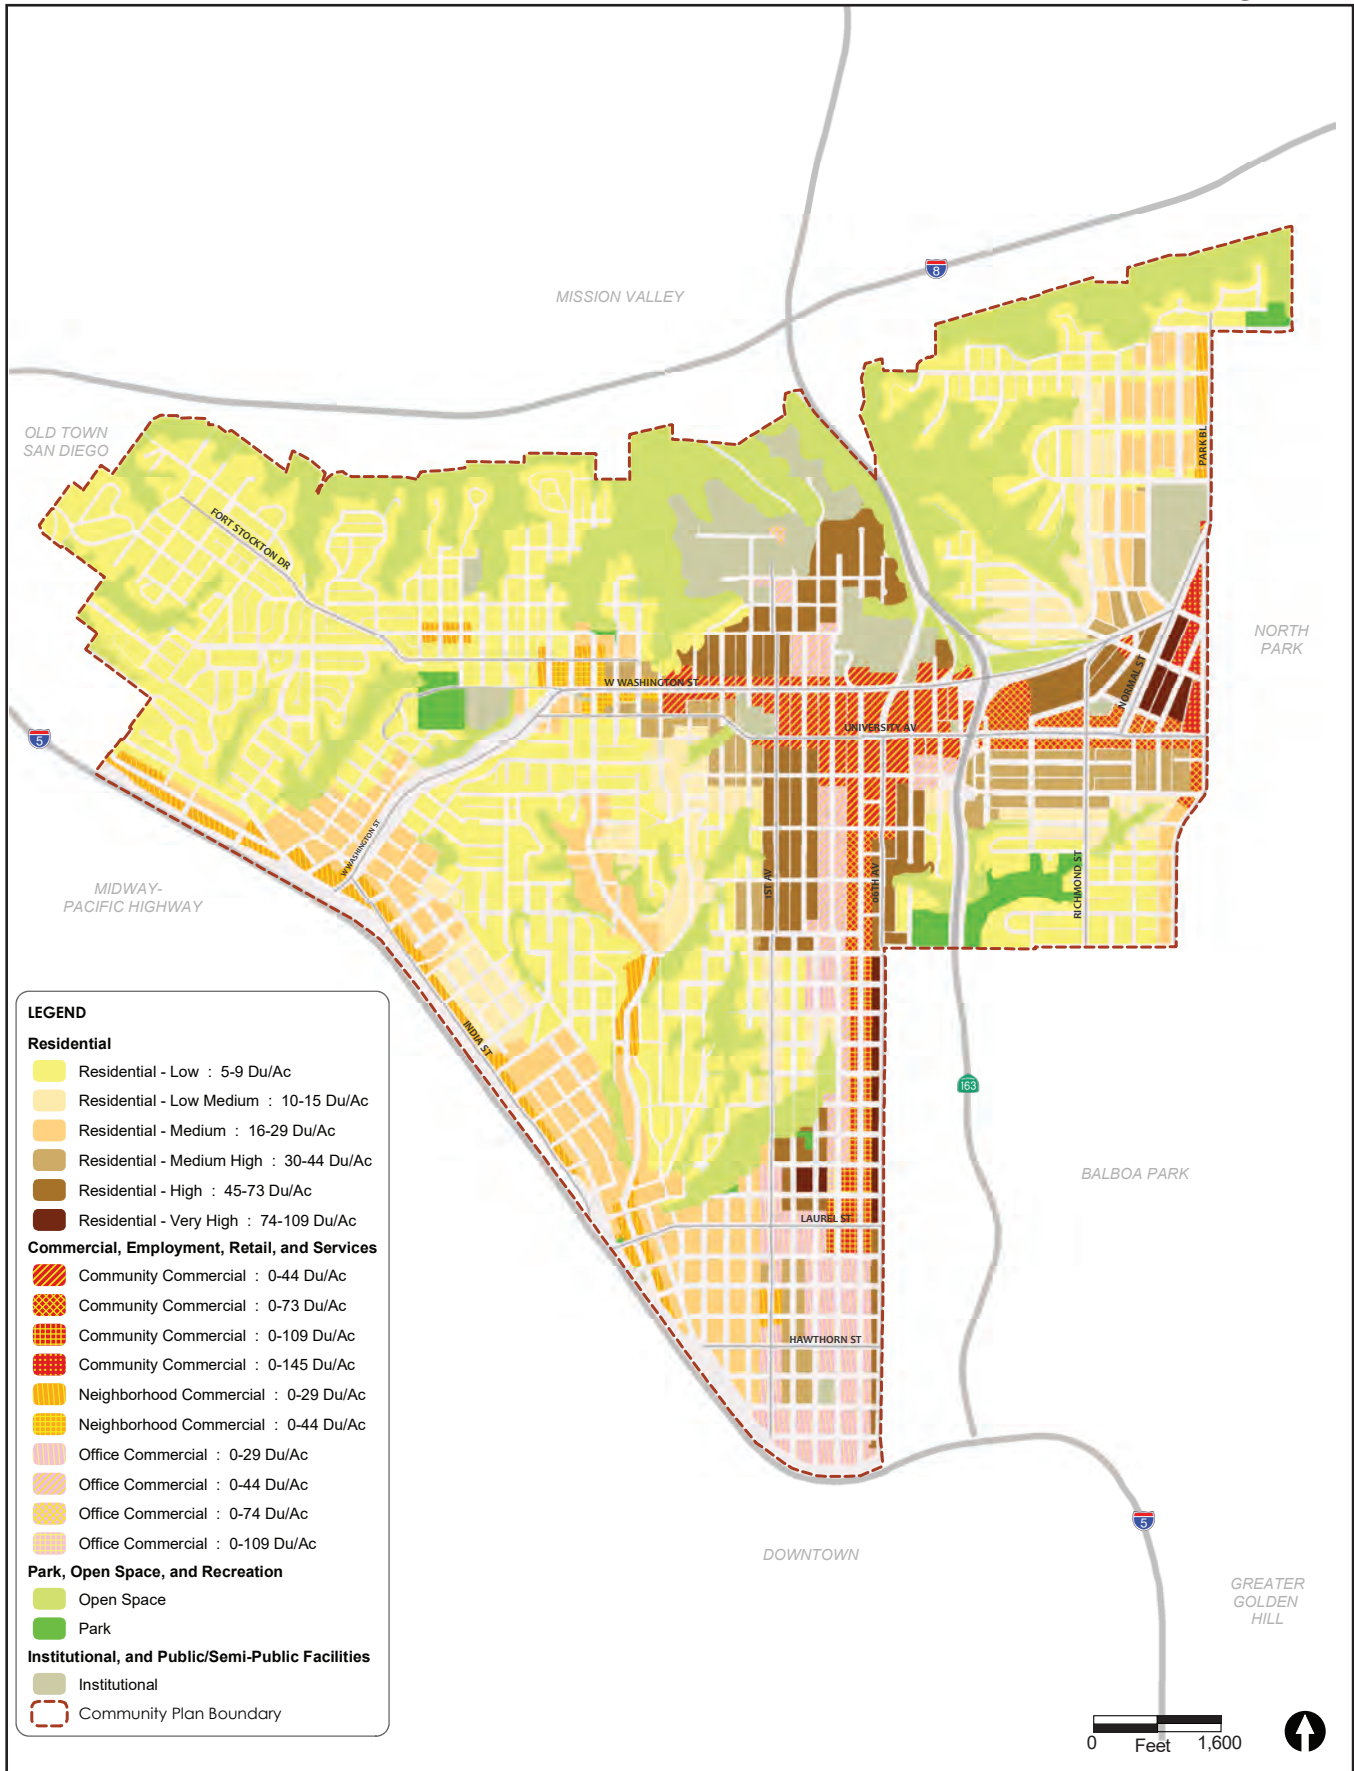 MISSION VALLEY
8
OLD TOWN
SAN DIEGO
FORT STOCKTON DR
PARK BL
NORTH
PARK
NORMAL ST
W WASHINGTON ST
UNIVERSITY AV
5
W WASHINGTON ST
MIDWAY-
PACIFIC HIGHWAY
1ST AV
06TH AV
RICHMOND ST
INDIA ST
163
BALBOA PARK
LAUREL ST
HAWTHORN ST
5
DOWNTOWN
GREATER
GOLDEN
HILL
LEGEND
Residential
Residential - Low : 5-9 Du/Ac
Residential - Low Medium : 10-15 Du/Ac
Residential - Medium : 16-29 Du/Ac
Residential - Medium High : 30-44 Du/Ac
Residential - High : 45-73 Du/Ac
Residential - Very High : 74-109 Du/Ac
Commercial, Employment, Retail, and Services
Community Commercial : 0-44 Du/Ac
Community Commercial : 0-73 Du/Ac
Community Commercial : 0-109 Du/Ac
Community Commercial : 0-145 Du/Ac
Neighborhood Commercial : 0-29 Du/Ac
Neighborhood Commercial : 0-44 Du/Ac
Office Commercial : 0-29 Du/Ac
Office Commercial : 0-44 Du/Ac
Office Commercial : 0-74 Du/Ac
Office Commercial : 0-109 Du/Ac
Park, Open Space, and Recreation
Open Space
Park
Institutional, and Public/Semi-Public Facilities
Institutional
Community Plan Boundary
0 Feet 1,600